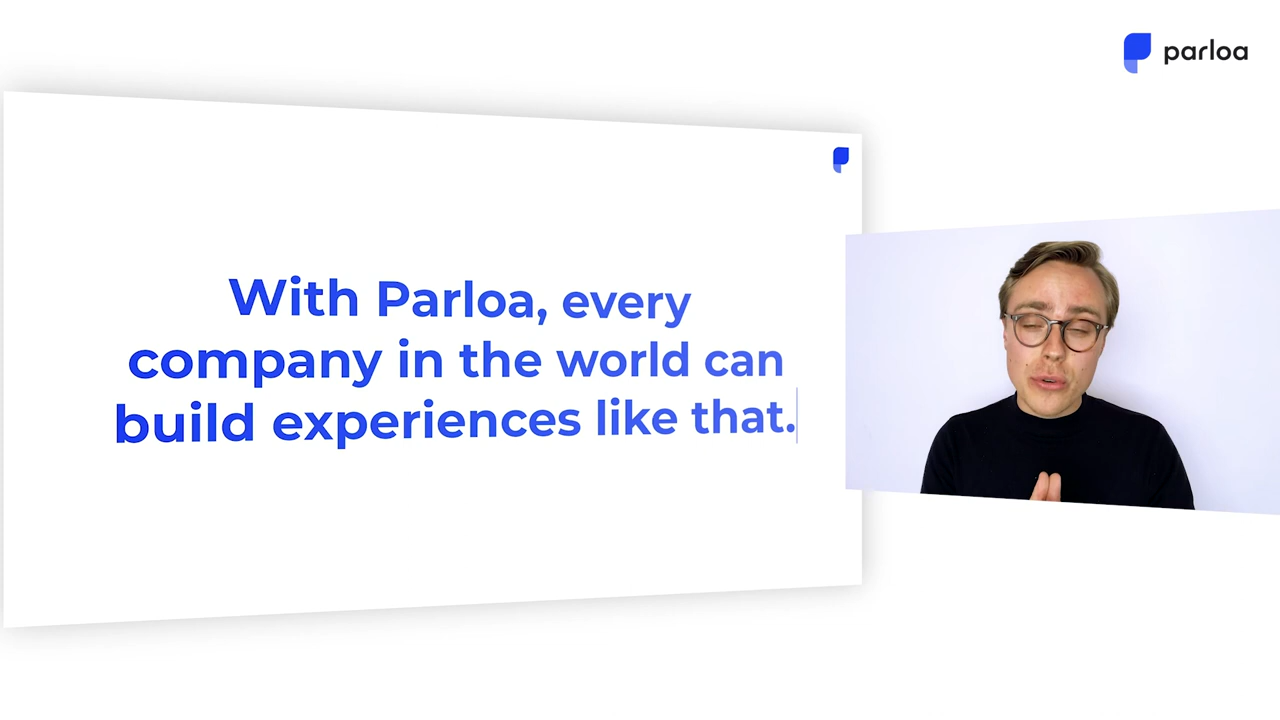 parloa
With Parloa, every
company in the world can
build experiences like that.